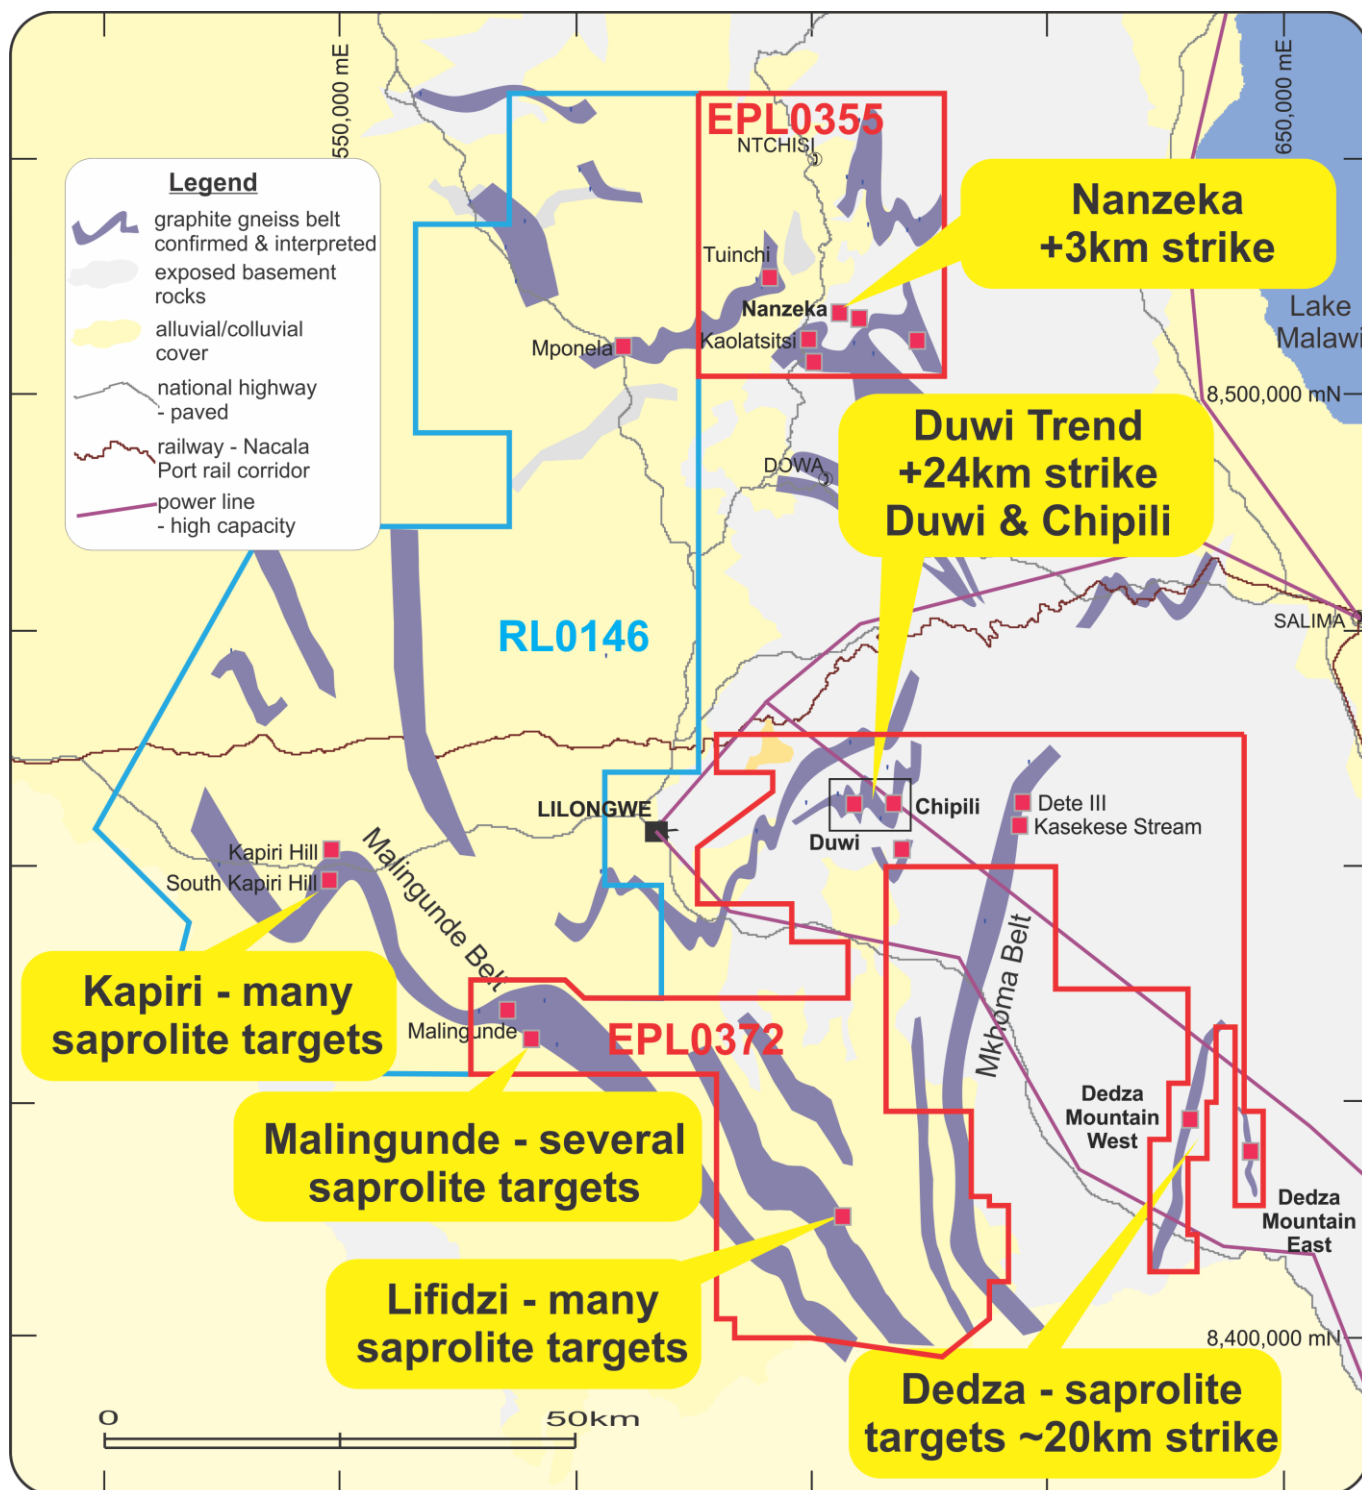 550,000 mE
650,000 mE
EPL0355
NTCHISI
Legend
graphite gneiss belt
confirmed & interpreted
exposed basement
rocks
alluvial/colluvial
cover
national highway
- paved
railway - Nacala
Port rail corridor
power line
- high capacity
Nanzeka
+3km strike
Tuinchi
Nanzeka
Kaolatsitsi
Mponela
Lake
Malawi
8,500,000 mN
Duwi Trend
+24km strike
Duwi & Chipili
DOWA
RL0146
SALIMA
LILONGWE
Chipili
Duwi
Dete III
Kasekese Stream
Kapiri Hill
South Kapiri Hill
Malingunde Belt
Mkhoma Belt
Kapiri - many
saprolite targets
Malingunde
EPL0372
Dedza
Mountain
West
Malingunde - several
saprolite targets
Dedza
Mountain
East
Lifidzi - many
saprolite targets
8,400,000 mN
Dedza - saprolite
targets ~20km strike
0
50km